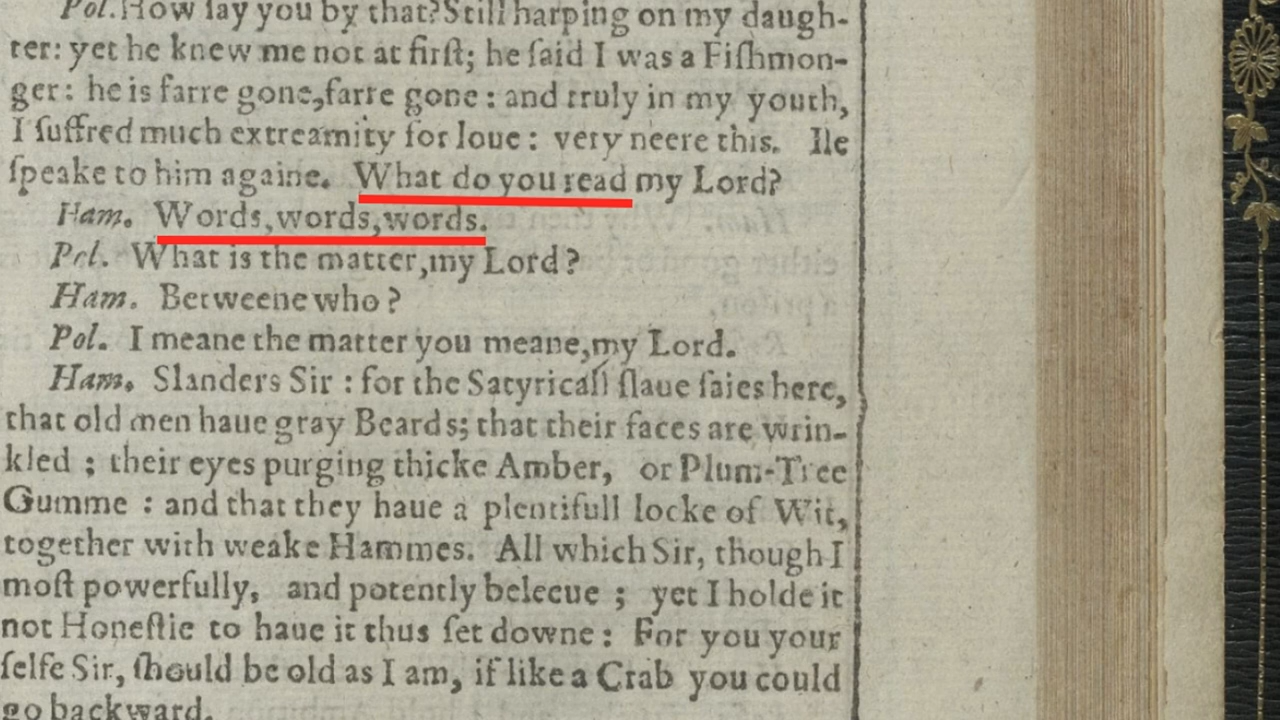 Pol. How ſay you by that? Still harping on my daugh-
ter: yet he knew me not at firſt; he ſaid I was a Fiſhmon-
ger: he is farre gone, farre gone: and truly in my youth,
I ſuffred much extreamity for loue: very neere this. Ile
ſpeake to him againe. What do you read my Lord?
Ham. Words, words, words.
Pol. What is the matter, my Lord?
Ham. Betweene who?
Pol. I meane the matter you meane, my Lord.
Ham. Slanders Sir: for the Satyricall ſlaue ſaies here,
that old men haue gray Beards; that their faces are wrin-
kled; their eyes purging thicke Amber, or Plum-Tree
Gumme: and that they haue a plentifull locke of Wit,
together with weake Hammes. All which Sir, though I
moſt powerfully, and potently beleeue; yet I holde it
not Honeſtie to haue it thus ſet downe: For you your
ſelfe Sir, ſhould be old as I am, if like a Crab you could
go backward.